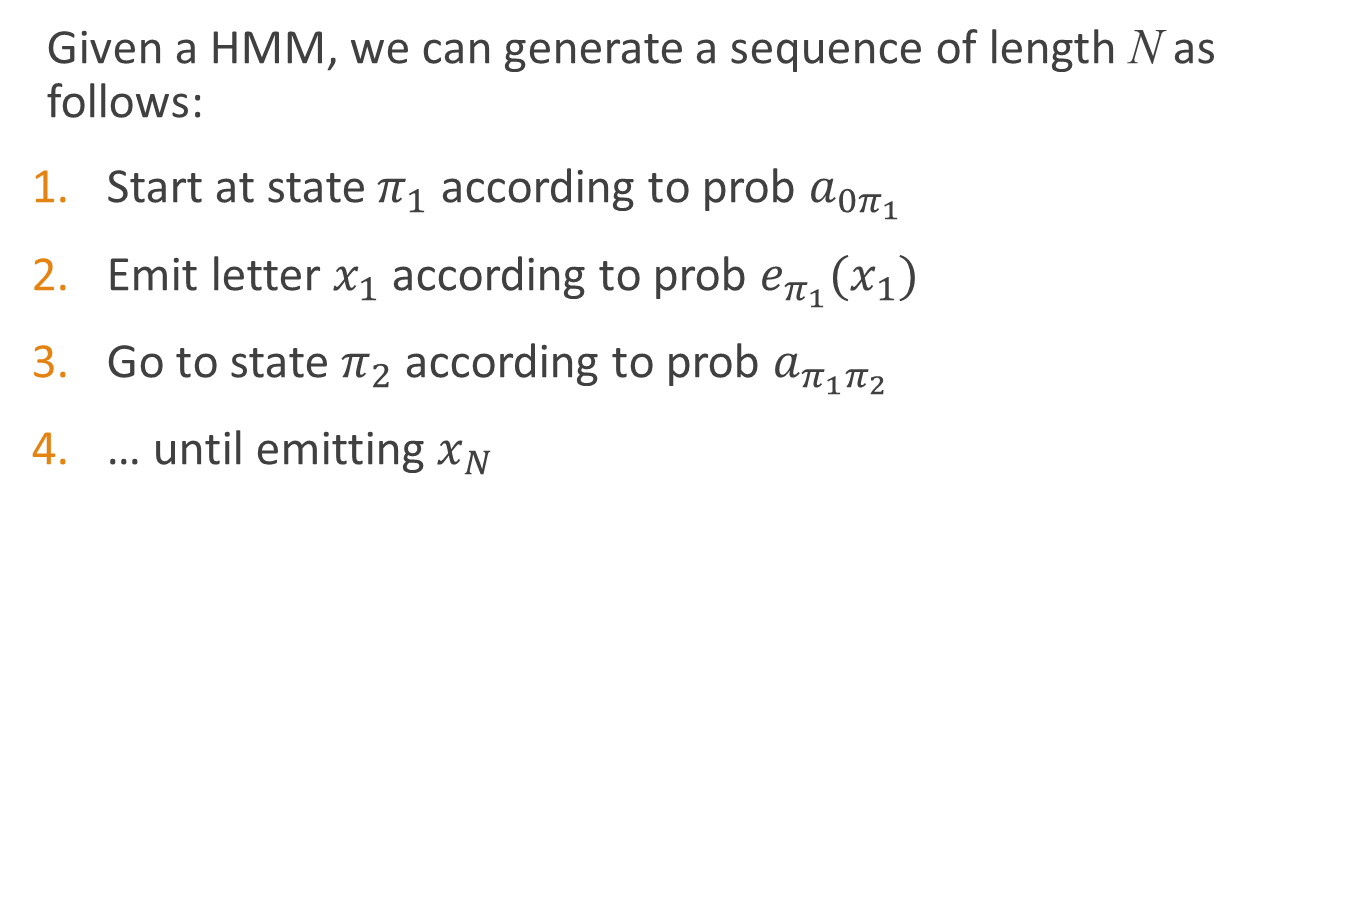 Given a HMM, we can generate a sequence of length N as
follows:
1. Start at state π₁ according to prob a₀π₁
2. Emit letter x₁ according to prob eπ₁(x₁)
3. Go to state π₂ according to prob aπ₁π₂
4. ... until emitting xN